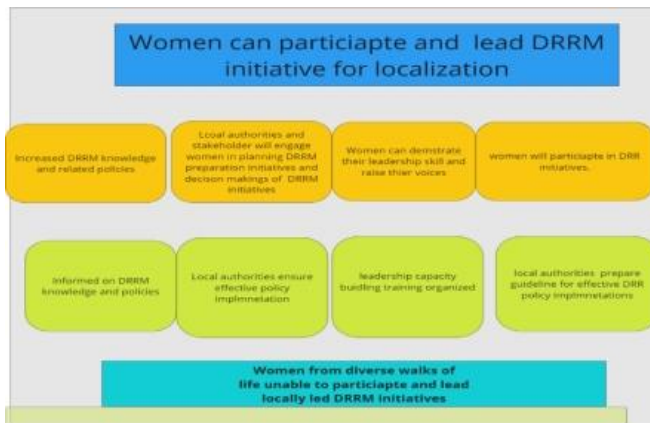 Women can particiapte and lead DRRM
initiative for localization
Increased DRRM knowledge
and related policies
Lcoal authorities and
stakeholder will engage
women in planning DRRM
preparation initiatives and
decision makings of DRRM
initiatives
Women can demstrate
their leadership skill and
raise thier voices
women will particiapte in DRR
initiatives.
Informed on DRRM
knowledge and policies
Local authorities ensure
effective policy
implmnetation
leadership capacity
buidling training organized
local authorities prepare
guideline for effective DRR
policy implmnetations
Women from diverse walks of
life unable to particiapte and lead
locally led DRRM initiatives